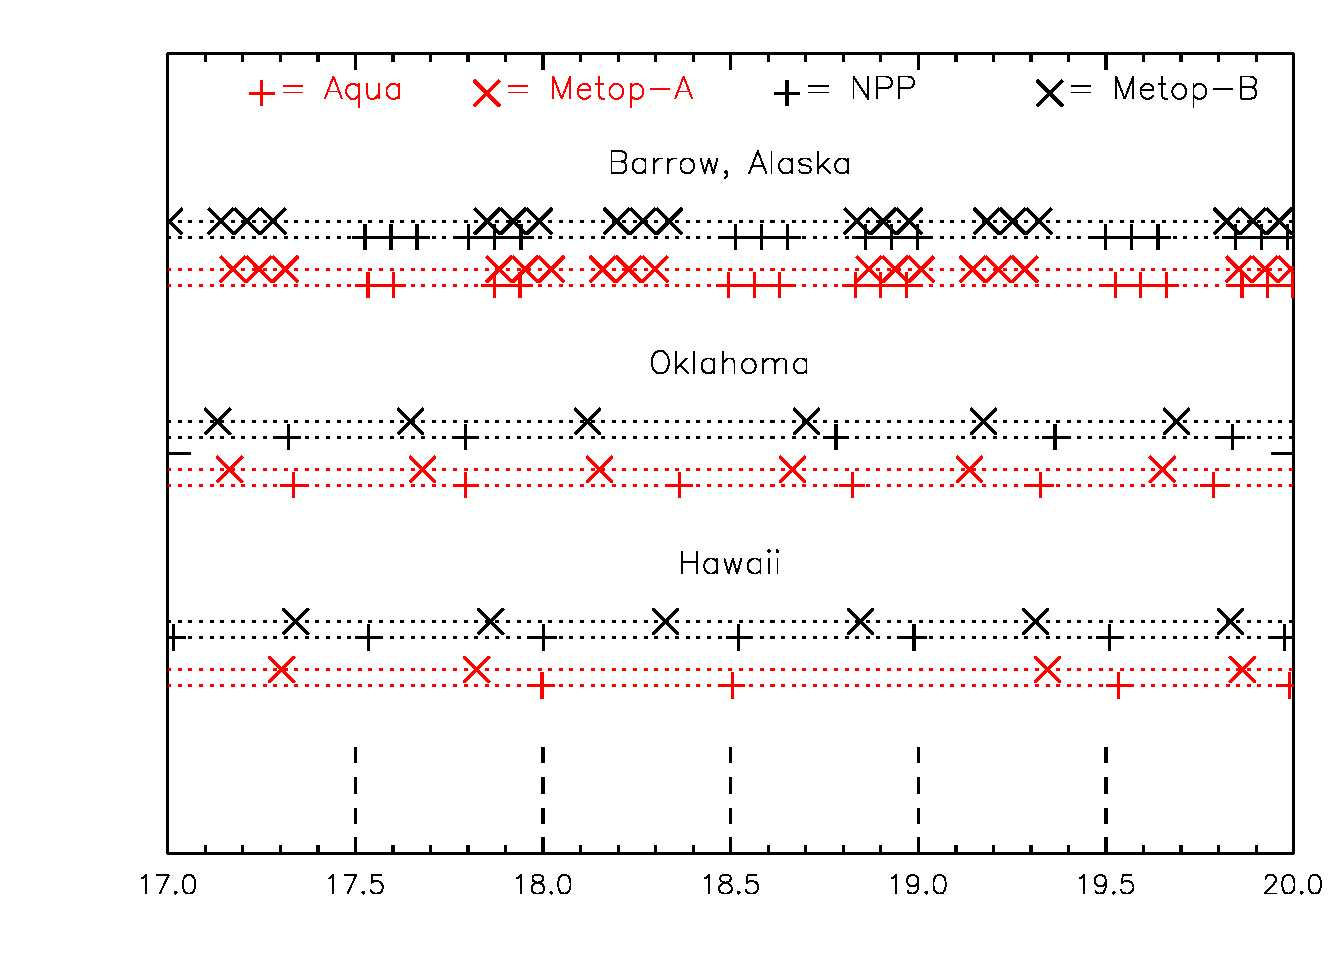 += Aqua ×= Metop-A += NPP ×= Metop-B
Barrow, Alaska
Oklahoma
Hawaii
17.0 17.5 18.0 18.5 19.0 19.5 20.0